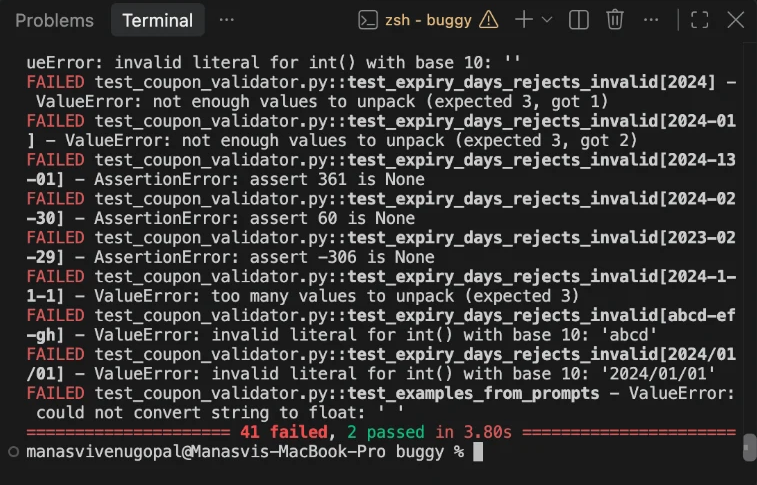 Problems Terminal ··· zsh - buggy
ueError: invalid literal for int() with base 10: ''
FAILED test_coupon_validator.py::test_expiry_days_rejects_invalid[2024] -
ValueError: not enough values to unpack (expected 3, got 1)
FAILED test_coupon_validator.py::test_expiry_days_rejects_invalid[2024-01
] - ValueError: not enough values to unpack (expected 3, got 2)
FAILED test_coupon_validator.py::test_expiry_days_rejects_invalid[2024-13
-01] - AssertionError: assert 361 is None
FAILED test_coupon_validator.py::test_expiry_days_rejects_invalid[2024-02
-30] - AssertionError: assert 60 is None
FAILED test_coupon_validator.py::test_expiry_days_rejects_invalid[2023-02
-29] - AssertionError: assert -306 is None
FAILED test_coupon_validator.py::test_expiry_days_rejects_invalid[2024-1-
1-1] - ValueError: too many values to unpack (expected 3)
FAILED test_coupon_validator.py::test_expiry_days_rejects_invalid[abcd-ef
-gh] - ValueError: invalid literal for int() with base 10: 'abcd'
FAILED test_coupon_validator.py::test_expiry_days_rejects_invalid[2024/01
/01] - ValueError: invalid literal for int() with base 10: '2024/01/01'
FAILED test_coupon_validator.py::test_examples_from_prompts - ValueError:
could not convert string to float: ' '
===================== 41 failed, 2 passed in 3.80s ======================
manasvivenugopal@Manasvis-MacBook-Pro buggy %